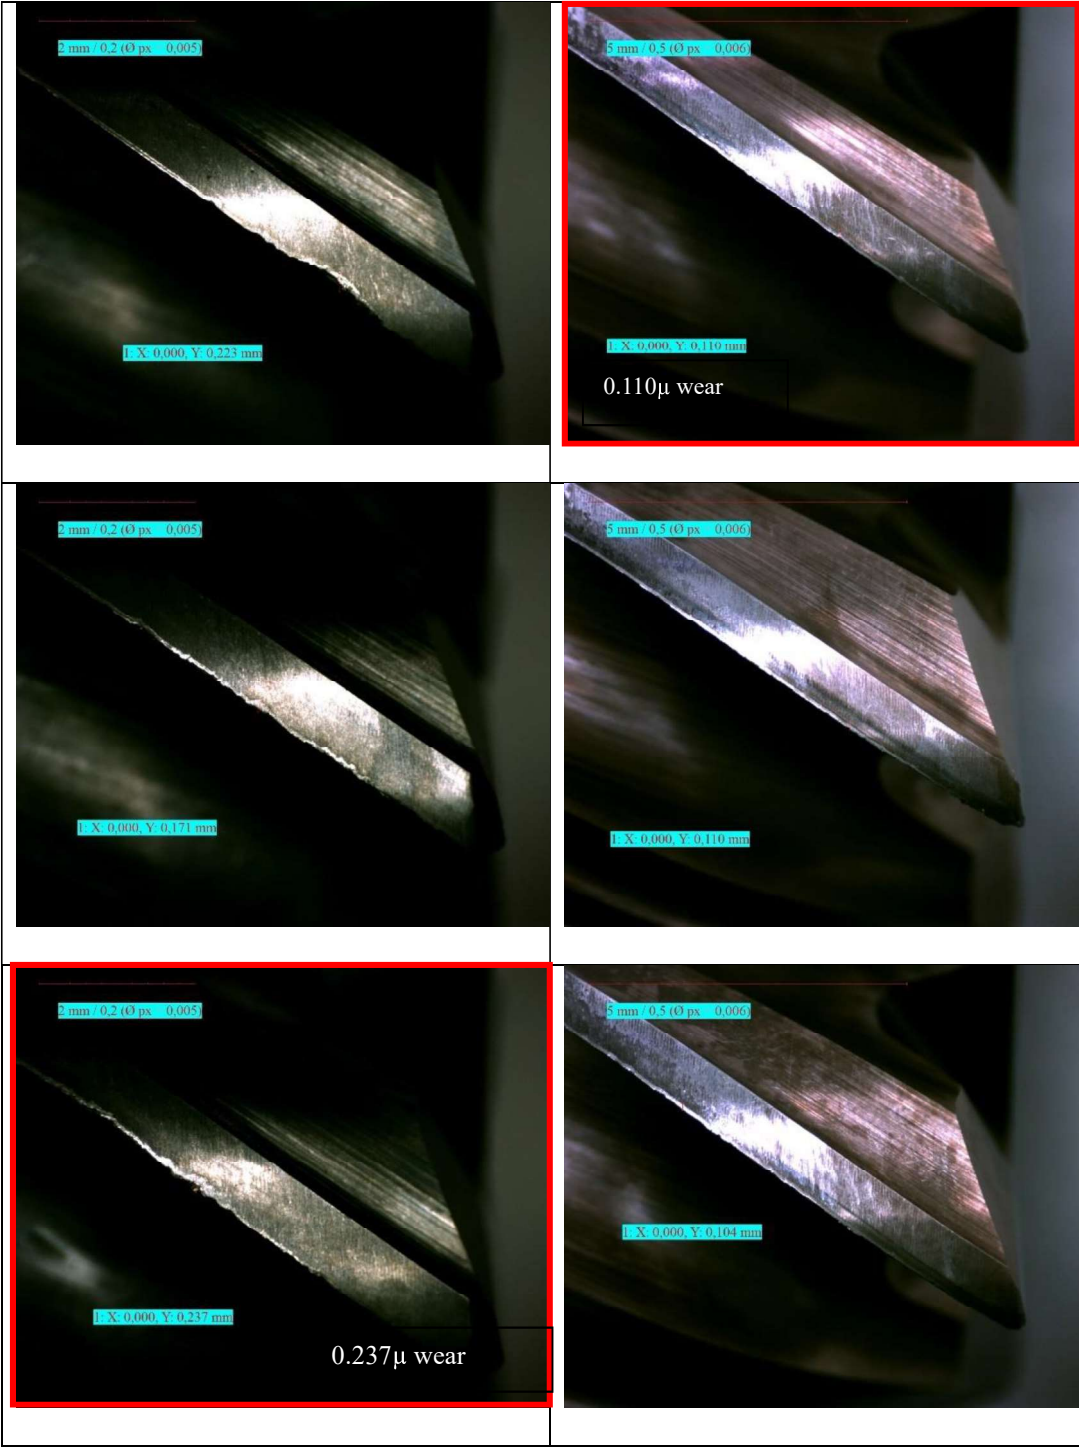 2 mm / 0,2 (Ø px 0,005)
1: X: 0,000, Y: 0,223 mm
5 mm / 0,5 (Ø px 0,006)
1: X: 0,000, Y: 0,110 mm
0.110µ wear
2 mm / 0,2 (Ø px 0,005)
1: X: 0,000, Y: 0,171 mm
5 mm / 0,5 (Ø px 0,006)
1: X: 0,000, Y: 0,110 mm
2 mm / 0,2 (Ø px 0,005)
1: X: 0,000, Y: 0,237 mm
0.237µ wear
5 mm / 0,5 (Ø px 0,006)
1: X: 0,000, Y: 0,104 mm